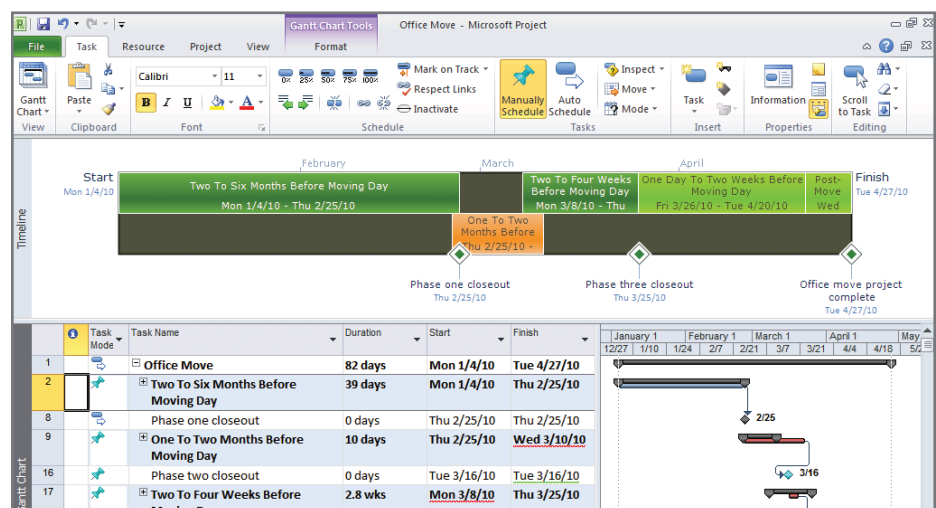 Gantt Chart Tools
Office Move - Microsoft Project
File Task Resource Project View Format
Gantt Chart
View
Paste
Clipboard
Calibri 11
B I U A
Font
0% 25% 50% 75% 100%
Mark on Track
Respect Links
Inactivate
Schedule
Manually Schedule
Auto Schedule
Inspect
Move
Mode
Tasks
Task
Insert
Information
Properties
Scroll to Task
Editing
Timeline
February March April
Start
Mon 1/4/10
Two To Six Months Before Moving Day
Mon 1/4/10 - Thu 2/25/10
Two To Four Weeks
Before Moving Day
Mon 3/8/10 - Thu
One Day To Two Weeks Before
Moving Day
Fri 3/26/10 - Tue 4/20/10
Post-
Move
Wed
Finish
Tue 4/27/10
One To Two
Months Before
Thu 2/25/10 -
Phase one closeout
Thu 2/25/10
Phase three closeout
Thu 3/25/10
Office move project
complete
Tue 4/27/10
Gantt Chart
Task Mode Task Name Duration Start Finish
January 1 February 1 March 1 April 1 May
12/27 1/10 1/24 2/7 2/21 3/7 3/21 4/4 4/18 5/2
1 Office Move 82 days Mon 1/4/10 Tue 4/27/10
2 Two To Six Months Before Moving Day 39 days Mon 1/4/10 Thu 2/25/10
8 Phase one closeout 0 days Thu 2/25/10 Thu 2/25/10
2/25
9 One To Two Months Before Moving Day 10 days Thu 2/25/10 Wed 3/10/10
16 Phase two closeout 0 days Tue 3/16/10 Tue 3/16/10
3/16
17 Two To Four Weeks Before 2.8 wks Mon 3/8/10 Thu 3/25/10